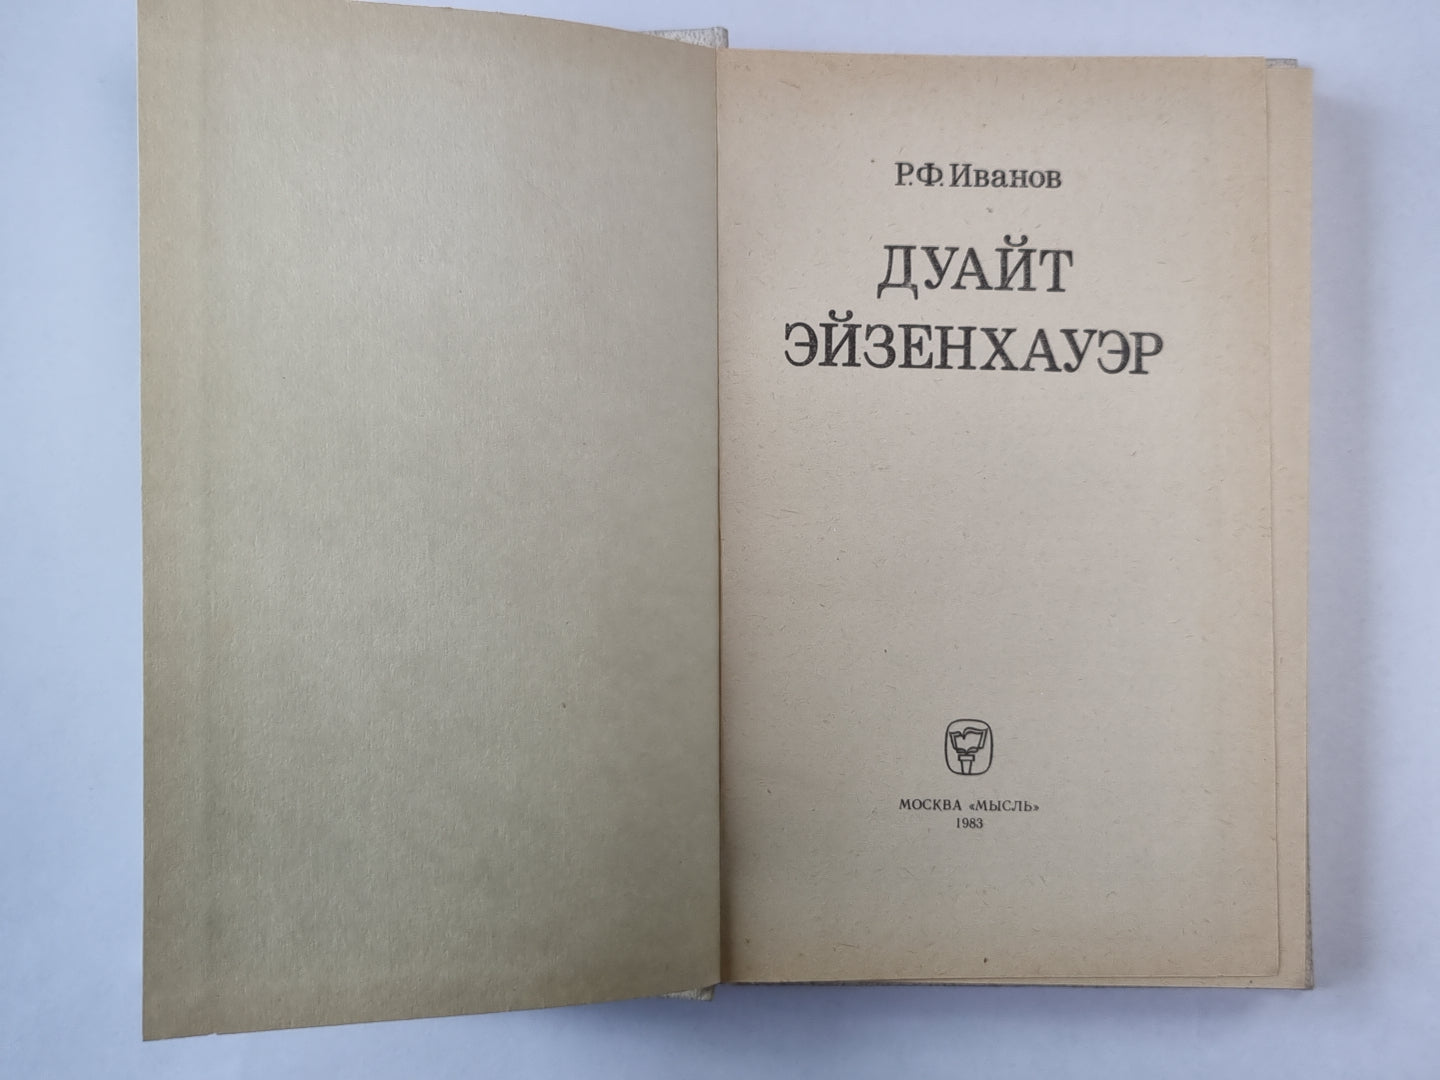 Р.Ф. Иванов
ДУАЙТ
ЭЙЗЕНХАУЭР
МОСКВА «МЫСЛЬ»
1983